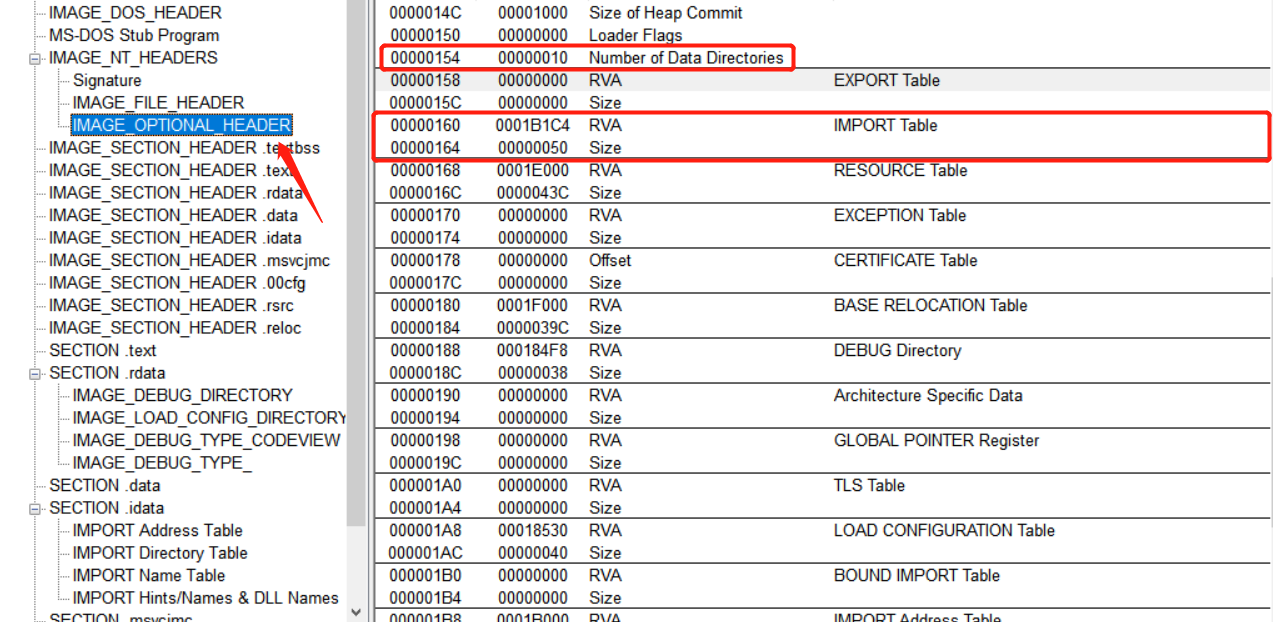 IMAGE_DOS_HEADER
MS-DOS Stub Program
IMAGE_NT_HEADERS
Signature
IMAGE_FILE_HEADER
IMAGE_OPTIONAL_HEADER
IMAGE_SECTION_HEADER .textbss
IMAGE_SECTION_HEADER .text
IMAGE_SECTION_HEADER .rdata
IMAGE_SECTION_HEADER .data
IMAGE_SECTION_HEADER .idata
IMAGE_SECTION_HEADER .msvcjmc
IMAGE_SECTION_HEADER .00cfg
IMAGE_SECTION_HEADER .rsrc
IMAGE_SECTION_HEADER .reloc
SECTION .text
SECTION .rdata
IMAGE_DEBUG_DIRECTORY
IMAGE_LOAD_CONFIG_DIRECTORY
IMAGE_DEBUG_TYPE_CODEVIEW
IMAGE_DEBUG_TYPE_
SECTION .data
SECTION .idata
IMPORT Address Table
IMPORT Directory Table
IMPORT Name Table
IMPORT Hints/Names & DLL Names
SECTION .msvcjmc
0000014C 00001000 Size of Heap Commit
00000150 00000000 Loader Flags
00000154 00000010 Number of Data Directories
00000158 00000000 RVA EXPORT Table
0000015C 00000000 Size
00000160 0001B1C4 RVA IMPORT Table
00000164 00000050 Size
00000168 0001E000 RVA RESOURCE Table
0000016C 0000043C Size
00000170 00000000 RVA EXCEPTION Table
00000174 00000000 Size
00000178 00000000 Offset CERTIFICATE Table
0000017C 00000000 Size
00000180 0001F000 RVA BASE RELOCATION Table
00000184 0000039C Size
00000188 000184F8 RVA DEBUG Directory
0000018C 00000038 Size
00000190 00000000 RVA Architecture Specific Data
00000194 00000000 Size
00000198 00000000 RVA GLOBAL POINTER Register
0000019C 00000000 Size
000001A0 00000000 RVA TLS Table
000001A4 00000000 Size
000001A8 00018530 RVA LOAD CONFIGURATION Table
000001AC 00000040 Size
000001B0 00000000 RVA BOUND IMPORT Table
000001B4 00000000 Size
000001B8 0001B000 RVA IMPORT Address Table